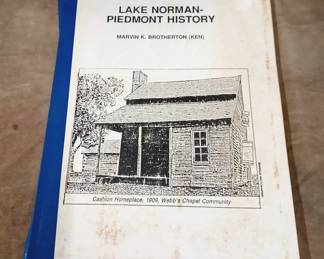 LAKE NORMAN-
PIEDMONT HISTORY
MARVIN K. BROTHERTON (KEN)
Cashion Homeplace, 1909, Webb's Chapel Community